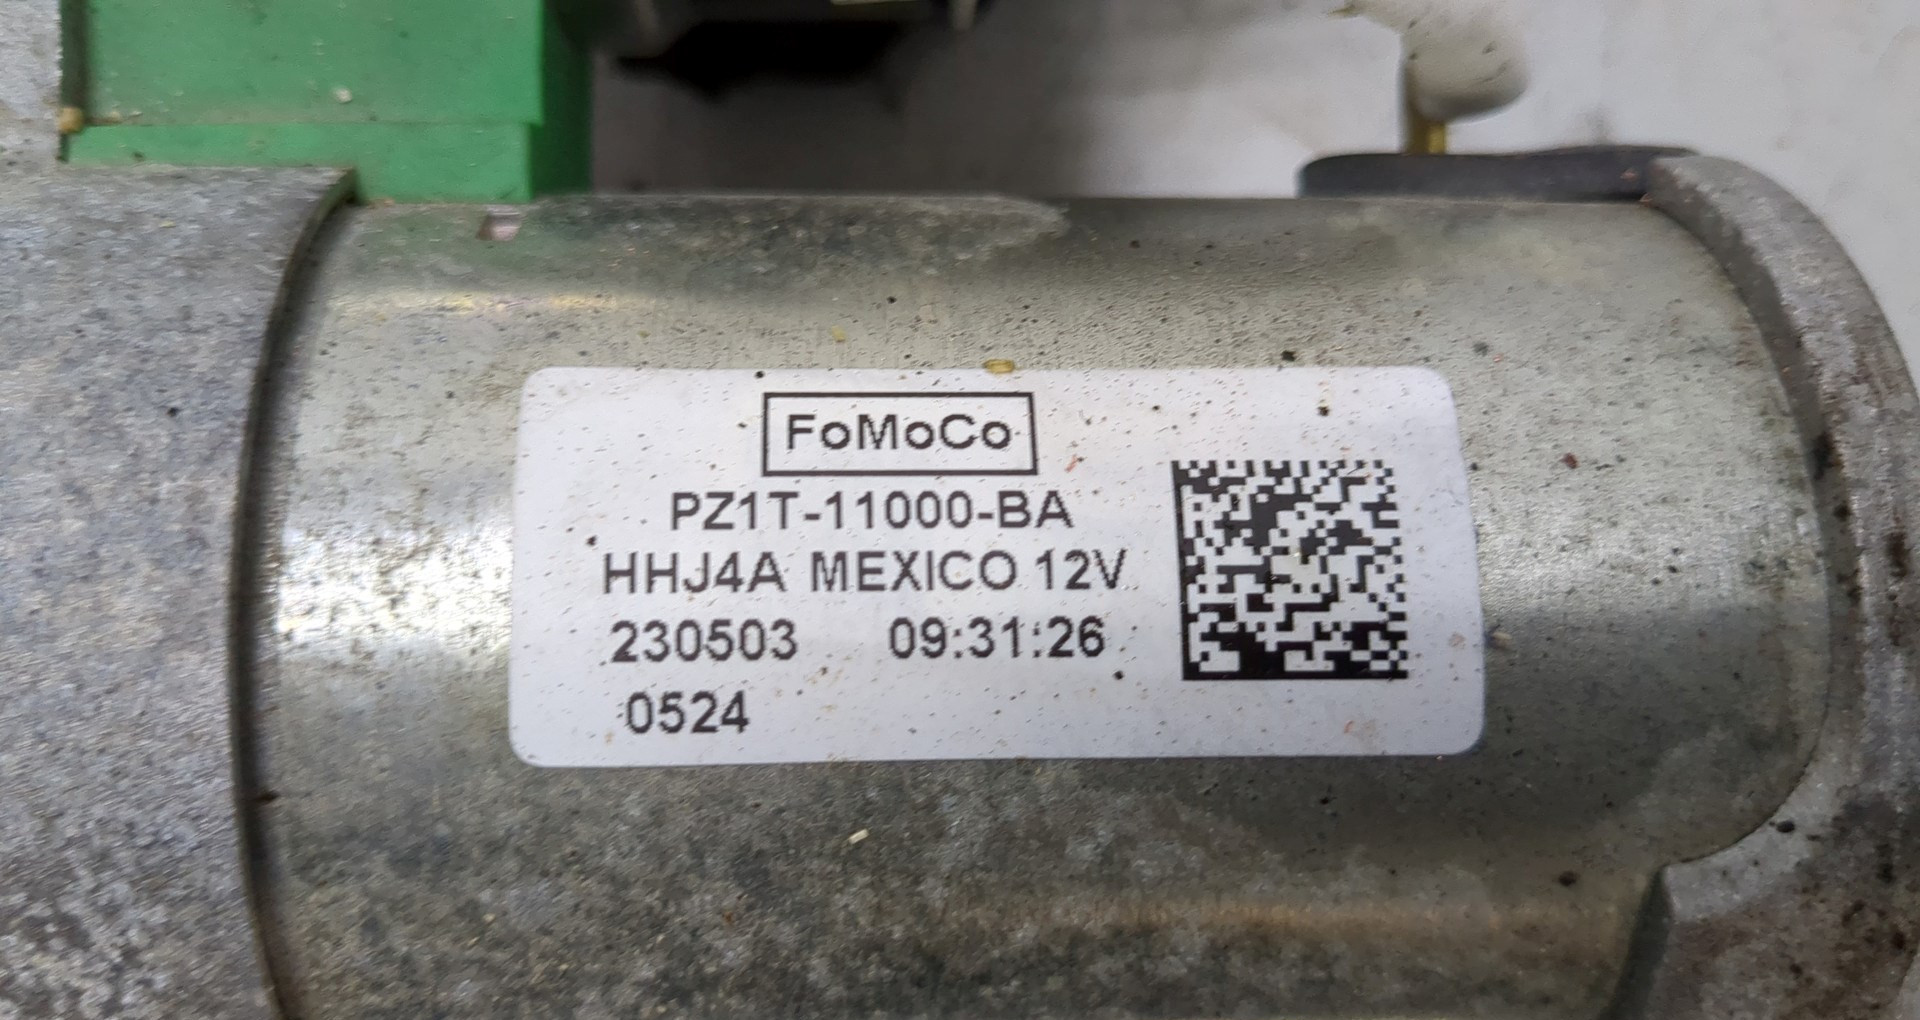 FoMoCo
PZ1T-11000-BA
HHJ4A MEXICO 12V
230503 09:31:26
0524